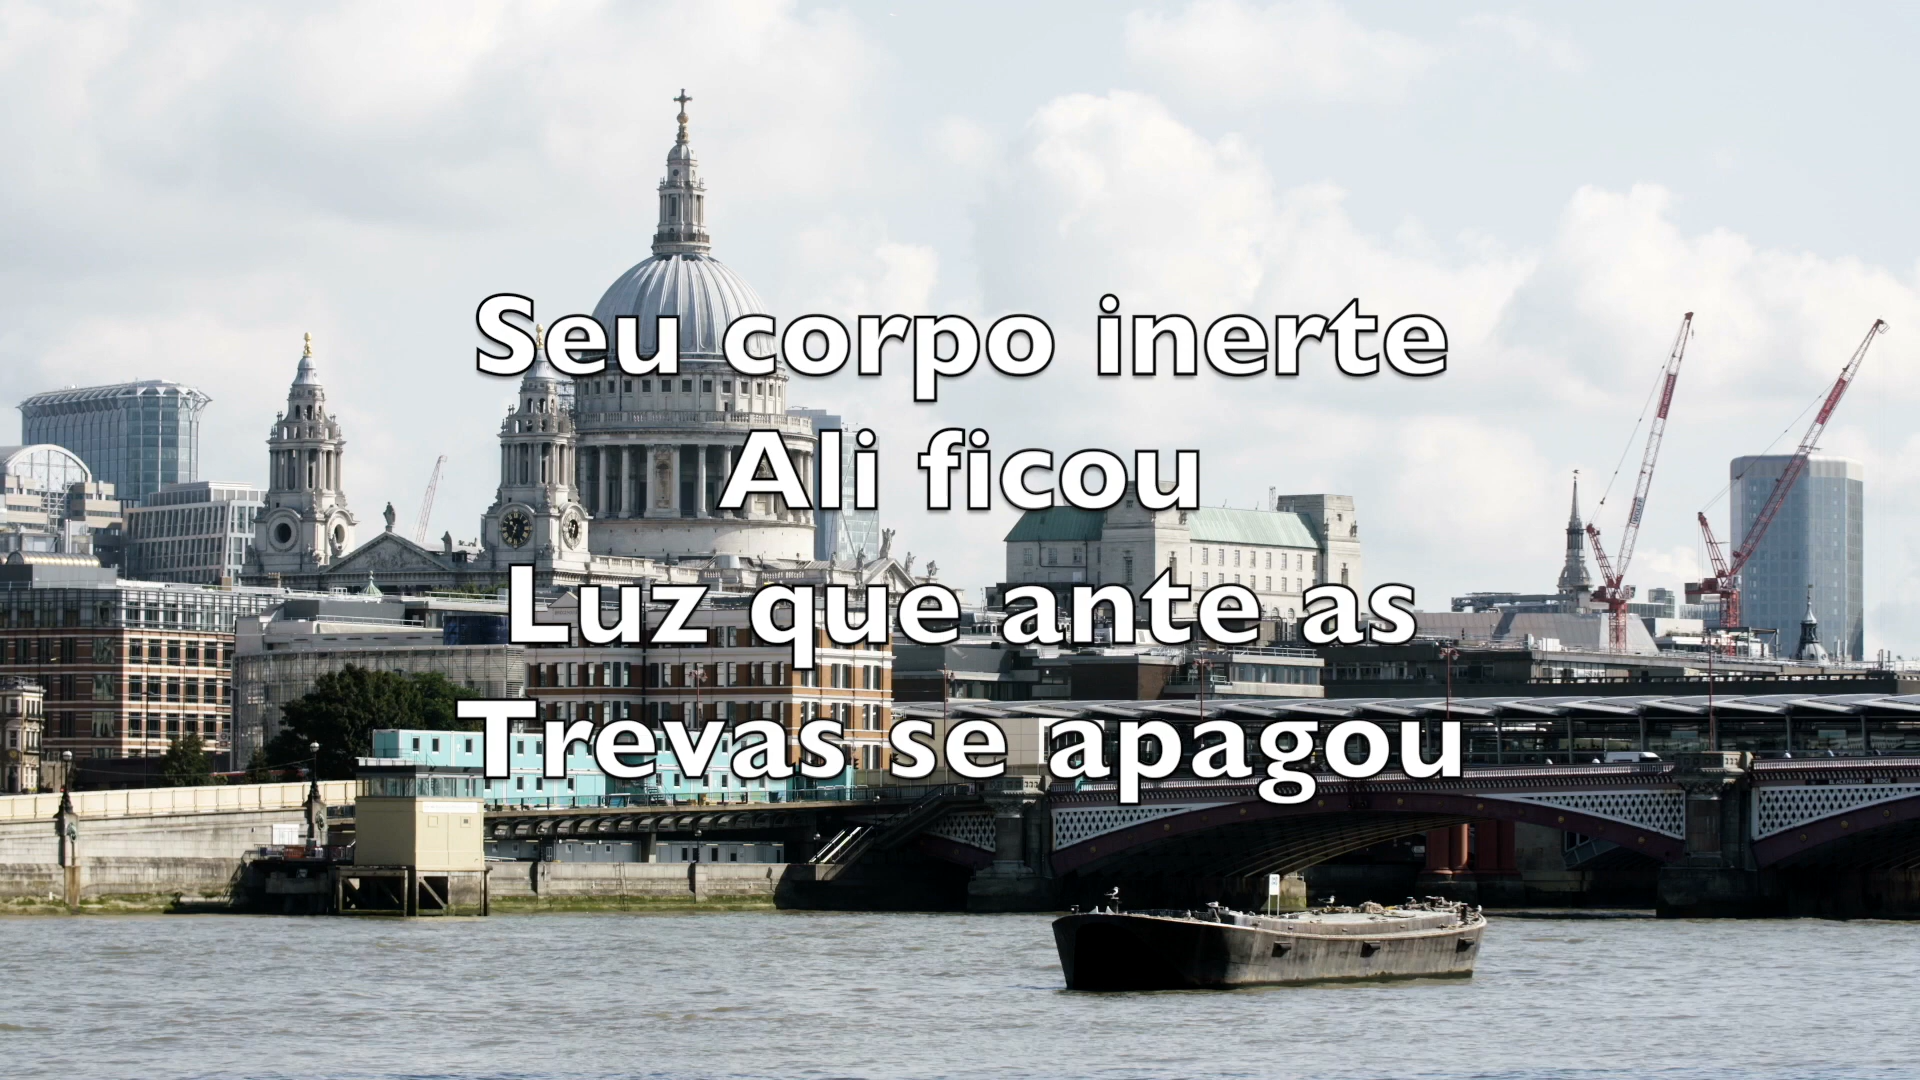 Seu corpo inerte
Ali ficou
Luz que ante as
Trevas se apagou